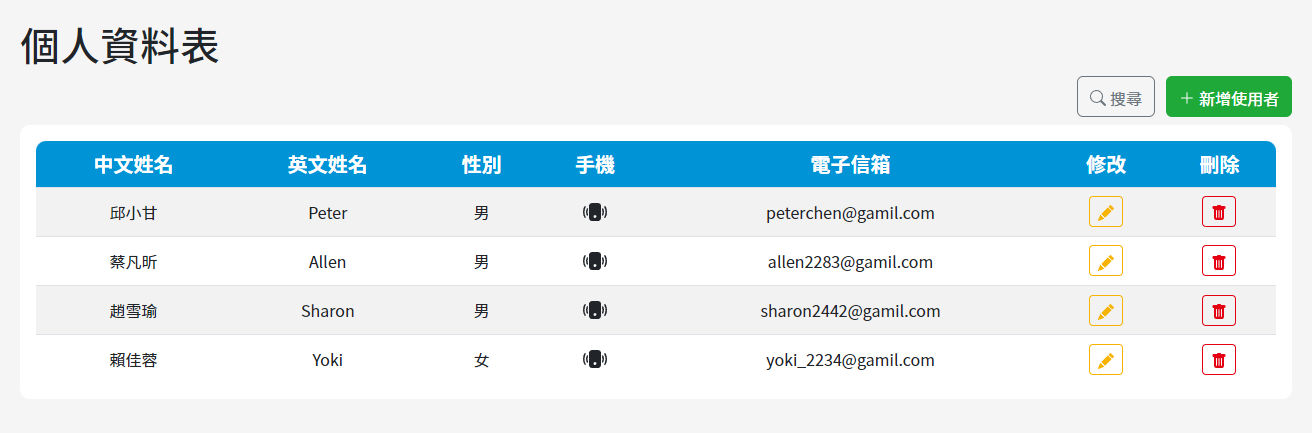 個人資料表
搜尋 新增使用者
中文姓名 英文姓名 性別 手機 電子信箱 修改 刪除
邱小甘 Peter 男 peterchen@gamil.com
蔡凡昕 Allen 男 allen2283@gamil.com
趙雪瑜 Sharon 男 sharon2442@gamil.com
賴佳蓉 Yoki 女 yoki_2234@gamil.com